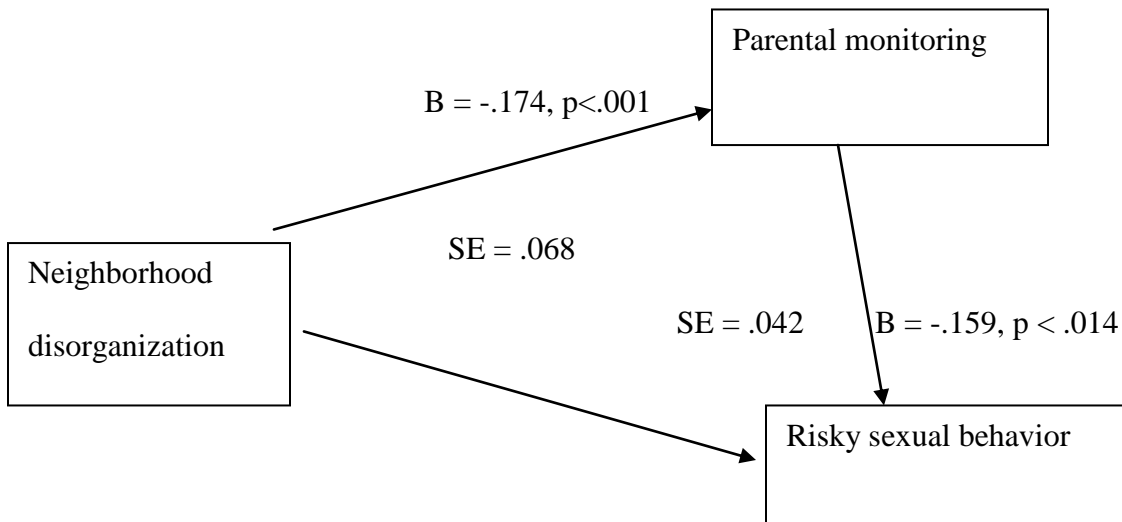 Parental monitoring
B = -.174, p<.001
SE = .068
Neighborhood
disorganization
SE = .042
B = -.159, p < .014
Risky sexual behavior